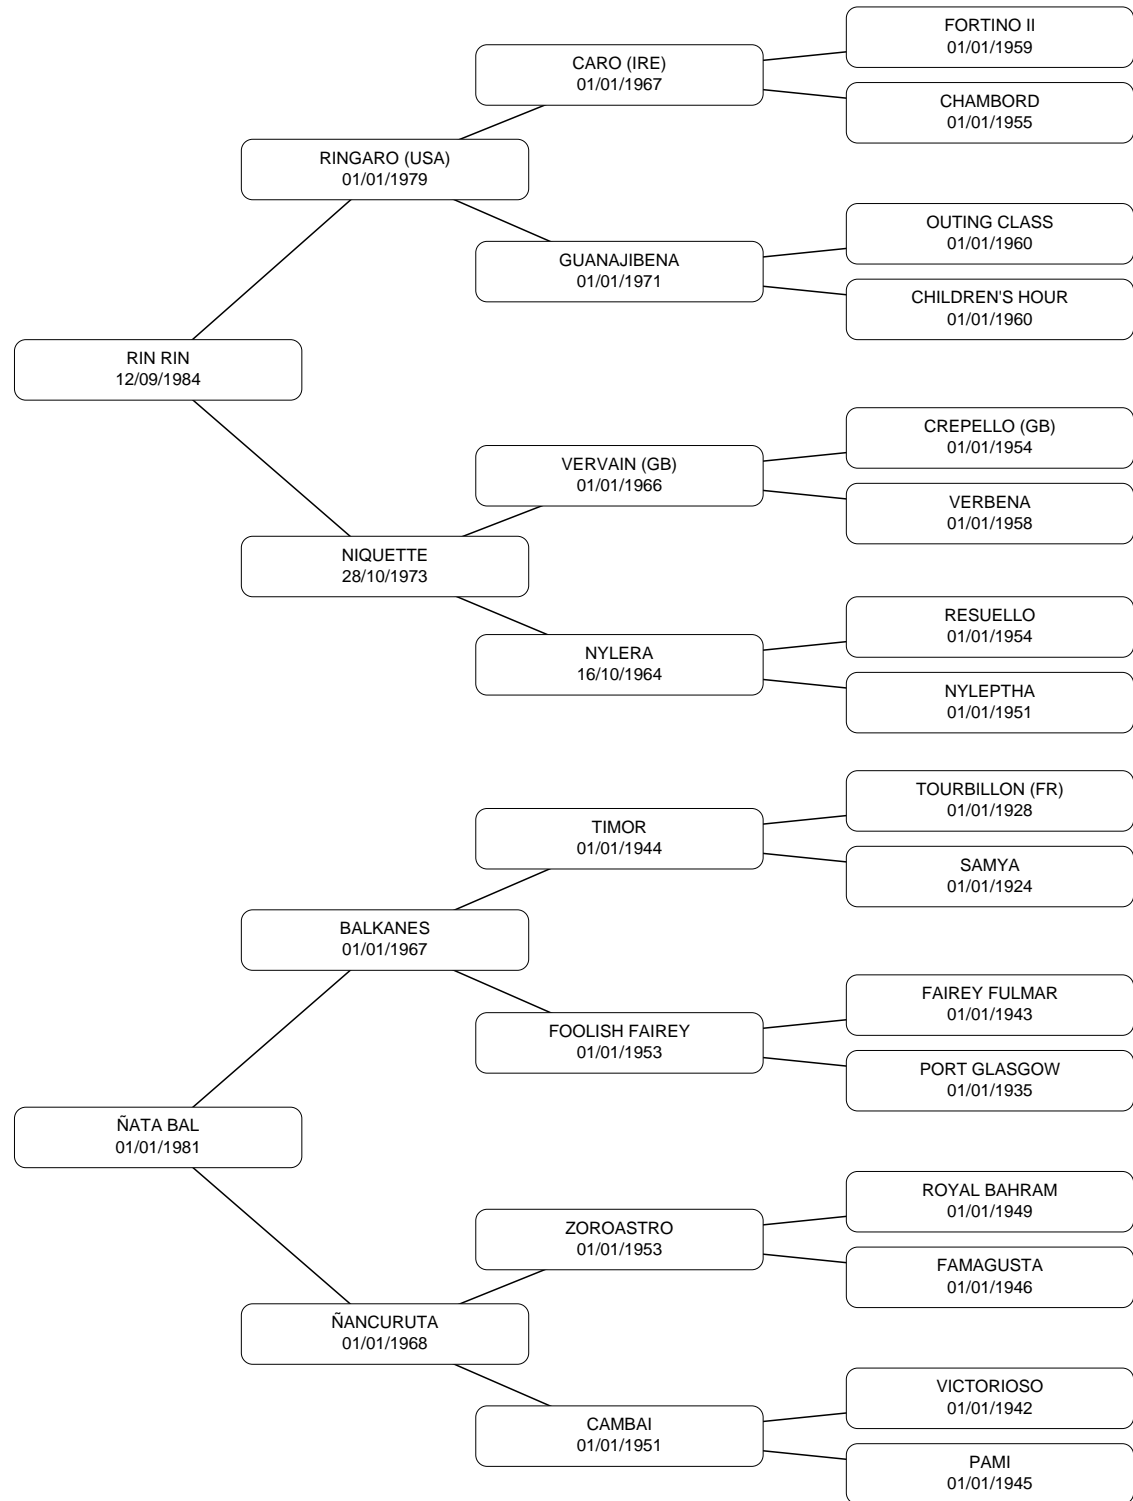 FORTINO II
01/01/1959
CARO (IRE)
01/01/1967
CHAMBORD
01/01/1955
RINGARO (USA)
01/01/1979
OUTING CLASS
01/01/1960
GUANAJIBENA
01/01/1971
CHILDREN'S HOUR
01/01/1960
RIN RIN
12/09/1984
CREPELLO (GB)
01/01/1954
VERVAIN (GB)
01/01/1966
VERBENA
01/01/1958
NIQUETTE
28/10/1973
RESUELLO
01/01/1954
NYLERA
16/10/1964
NYLEPTHA
01/01/1951
TOURBILLON (FR)
01/01/1928
TIMOR
01/01/1944
SAMYA
01/01/1924
BALKANES
01/01/1967
FAIREY FULMAR
01/01/1943
FOOLISH FAIREY
01/01/1953
PORT GLASGOW
01/01/1935
ÑATA BAL
01/01/1981
ROYAL BAHRAM
01/01/1949
ZOROASTRO
01/01/1953
FAMAGUSTA
01/01/1946
ÑANCURUTA
01/01/1968
VICTORIOSO
01/01/1942
CAMBAI
01/01/1951
PAMI
01/01/1945